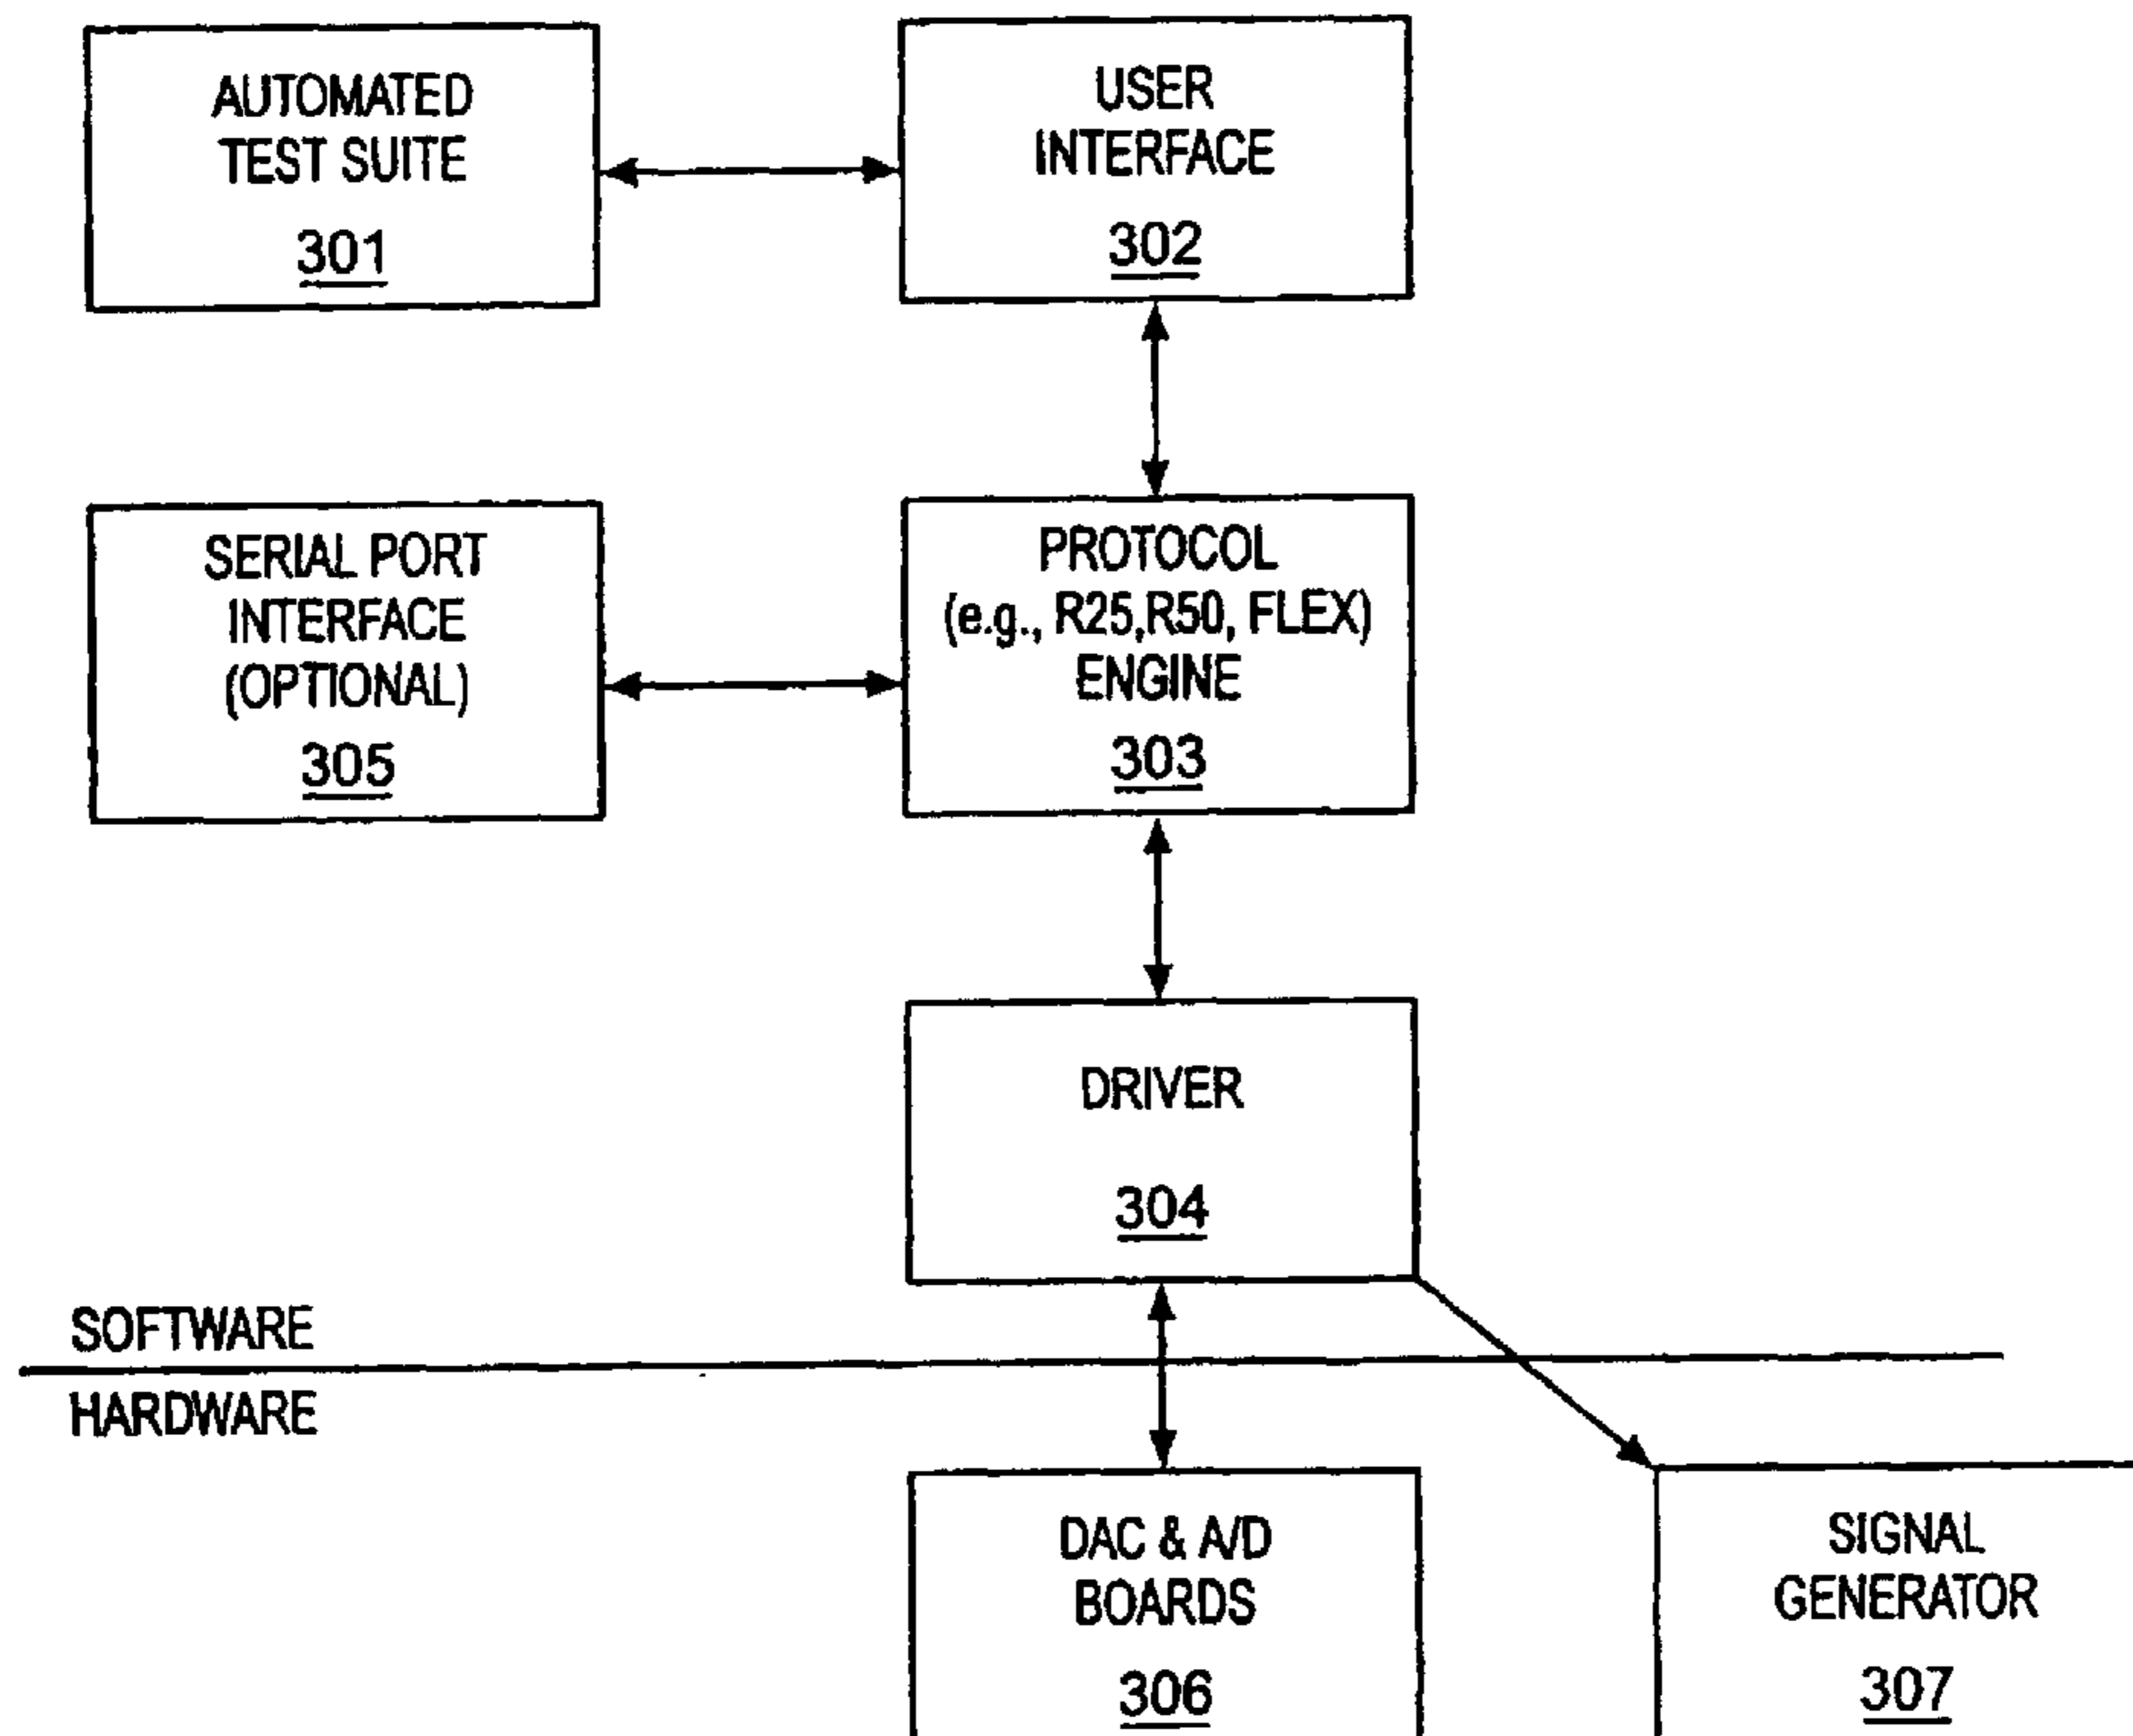 AUTOMATED
TEST SUITE
301
USER
INTERFACE
302
SERIAL PORT
INTERFACE
(OPTIONAL)
305
PROTOCOL
(e.g., R25,R50, FLEX)
ENGINE
303
DRIVER
304
SOFTWARE
HARDWARE
DAC & A/D
BOARDS
306
SIGNAL
GENERATOR
307